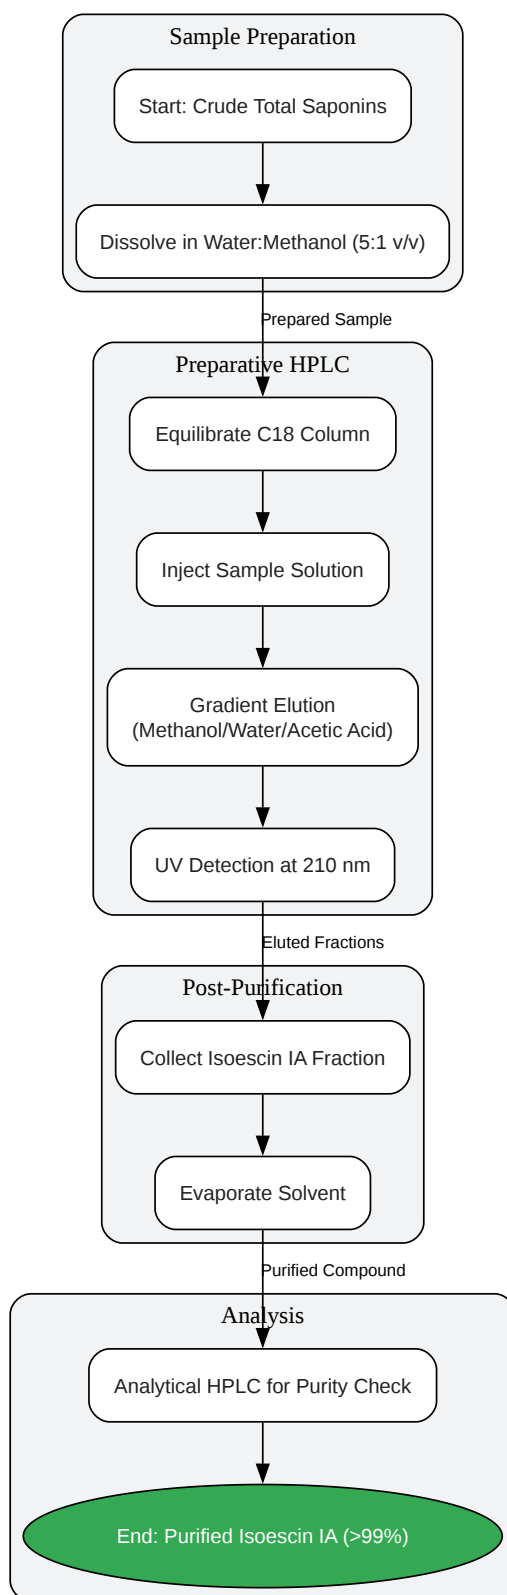 Sample Preparation
Start: Crude Total Saponins
Dissolve in Water:Methanol (5:1 v/v)
Prepared Sample
Preparative HPLC
Equilibrate C18 Column
Inject Sample Solution
Gradient Elution
(Methanol/Water/Acetic Acid)
UV Detection at 210 nm
Eluted Fractions
Post-Purification
Collect Isoescin IA Fraction
Evaporate Solvent
Purified Compound
Analysis
Analytical HPLC for Purity Check
End: Purified Isoescin IA (>99%)